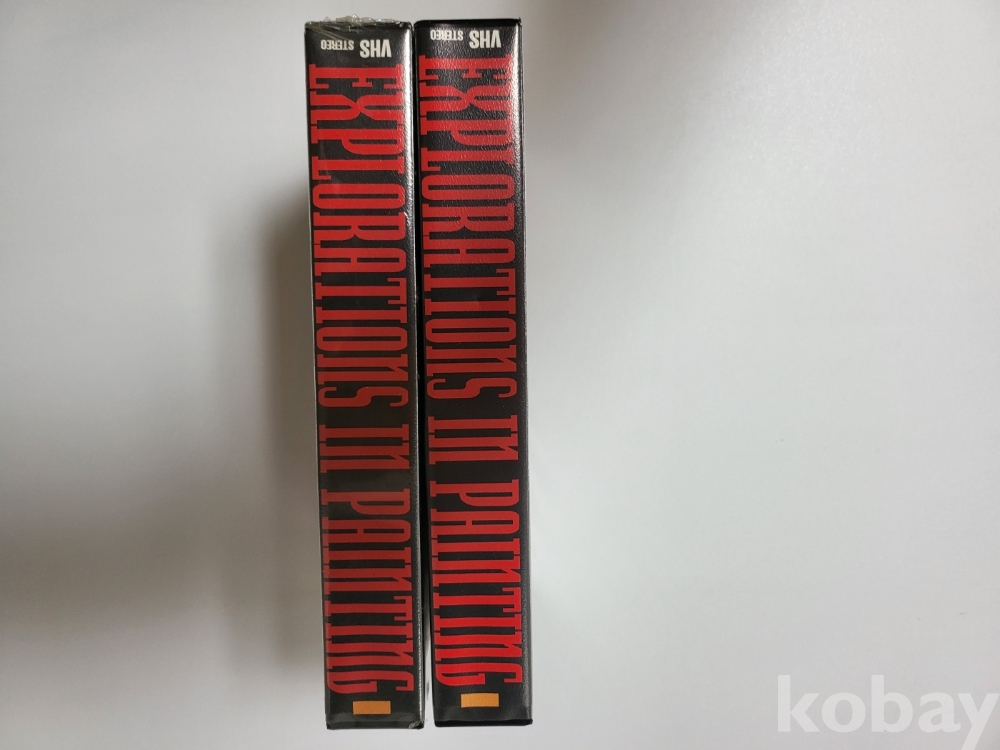 VHS
STEREO
EXPLORATIONS IN PAINTING
VHS
STEREO
EXPLORATIONS IN PAINTING
kobay